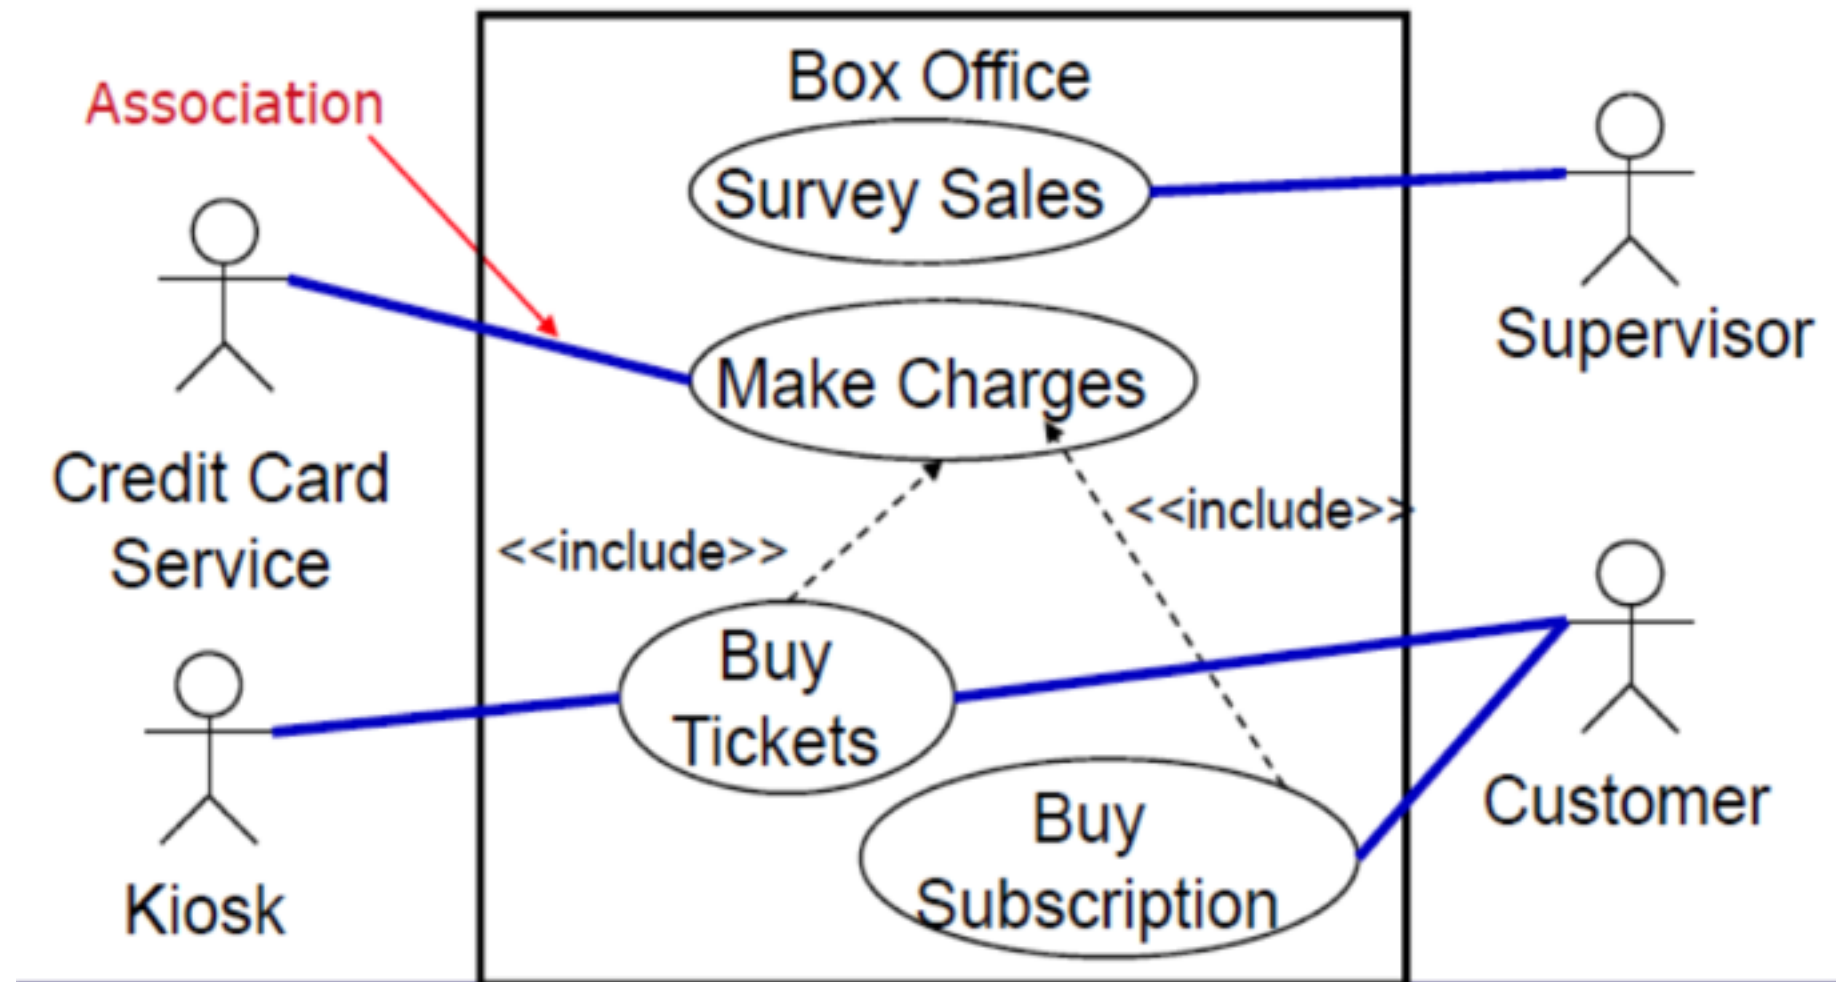 Box Office
Association
Survey Sales
Supervisor
Make Charges
Credit Card
Service
<<include>>
<<include>>
Buy
Tickets
Customer
Buy
Subscription
Kiosk